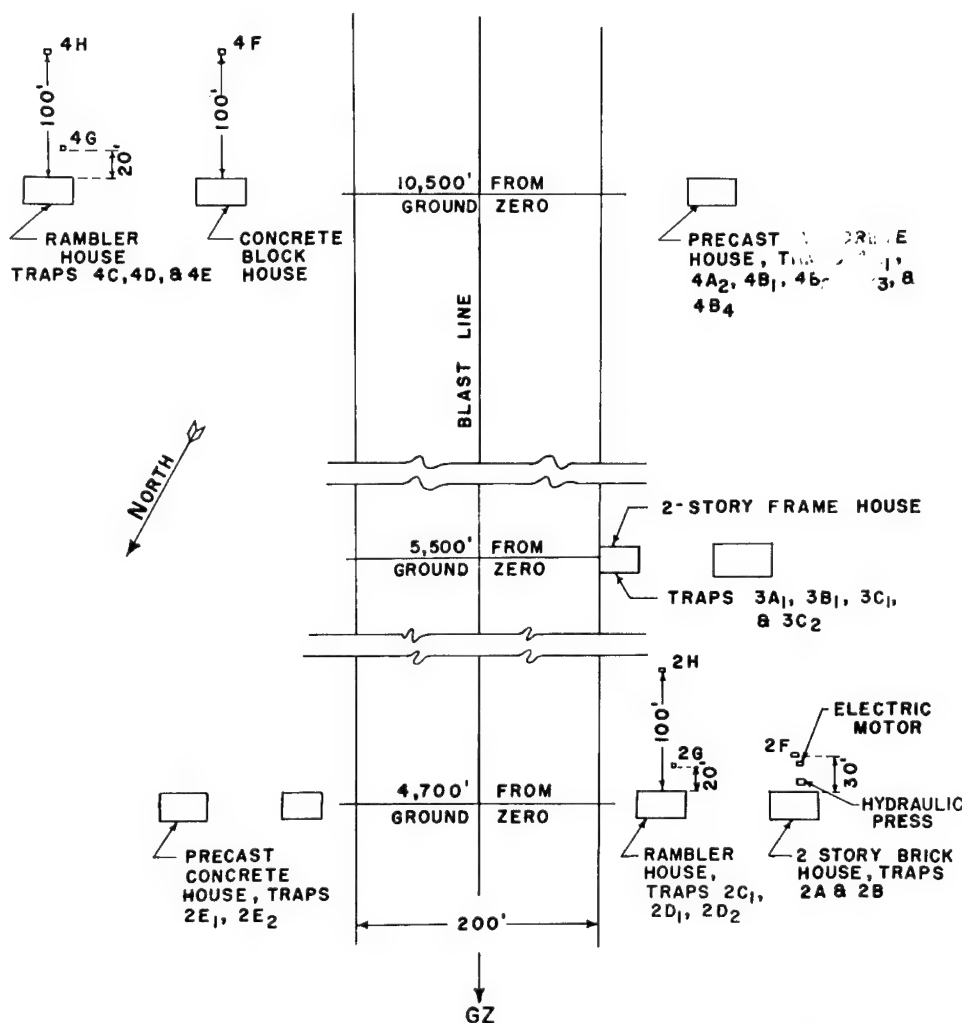 4H
4F
100'
100'
4G
20'
10,500' FROM
GROUND ZERO
RAMBLER
HOUSE
TRAPS 4C, 4D, & 4E
CONCRETE
BLOCK
HOUSE
PRECAST
HOUSE,
4A₂, 4B₁, &
4B₄
BLAST LINE
NORTH
2-STORY FRAME HOUSE
5,500' FROM
GROUND ZERO
TRAPS 3A₁, 3B₁, 3C₁,
& 3C₂
2H
100'
2G
20'
ELECTRIC
MOTOR
2F
30'
HYDRAULIC
PRESS
4,700' FROM
GROUND ZERO
PRECAST
CONCRETE
HOUSE, TRAPS
2E₁, 2E₂
RAMBLER
HOUSE,
TRAPS 2C₁,
2D₁, 2D₂
2 STORY BRICK
HOUSE, TRAPS
2A & 2B
200'
GZ